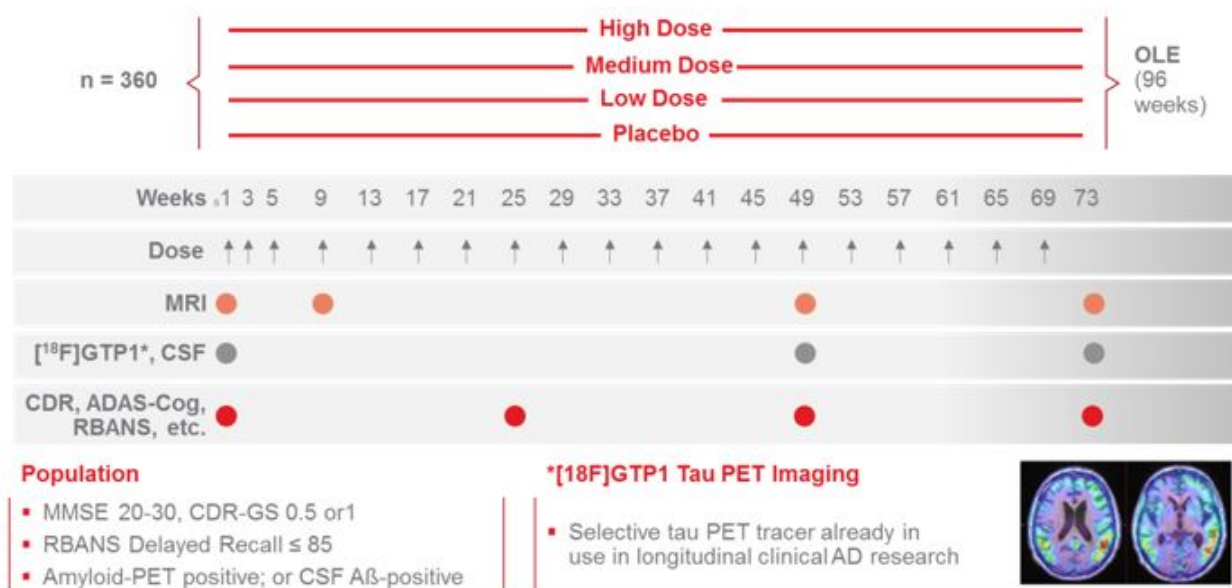 High Dose
n = 360
Medium Dose
OLE
(96
weeks)
Low Dose
Placebo
Weeks 1 3 5 9 13 17 21 25 29 33 37 41 45 49 53 57 61 65 69 73
Dose
MRI
[¹⁸F]GTP1*, CSF
CDR, ADAS-Cog,
RBANS, etc.
Population
▪ MMSE 20-30, CDR-GS 0.5 or1
▪ RBANS Delayed Recall ≤ 85
▪ Amyloid-PET positive; or CSF Aß-positive
*[18F]GTP1 Tau PET Imaging
▪ Selective tau PET tracer already in
use in longitudinal clinical AD research